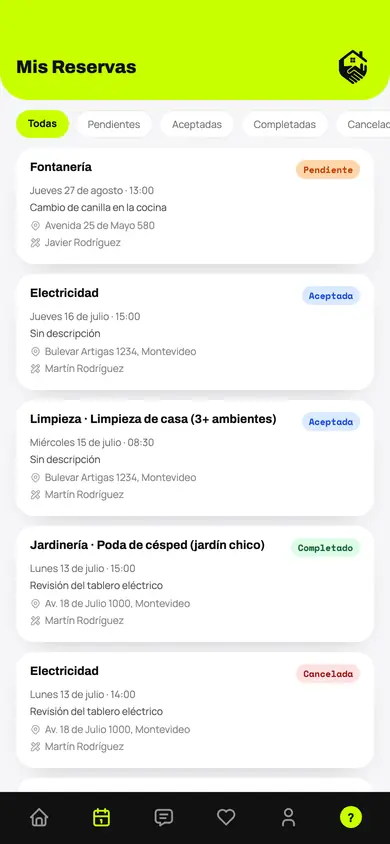 Mis Reservas
Todas
Pendientes
Aceptadas
Completadas
Cancelad
Fontanería
Pendiente
Jueves 27 de agosto · 13:00
Cambio de canilla en la cocina
Avenida 25 de Mayo 580
Javier Rodríguez
Electricidad
Aceptada
Jueves 16 de julio · 15:00
Sin descripción
Bulevar Artigas 1234, Montevideo
Martín Rodríguez
Limpieza · Limpieza de casa (3+ ambientes)
Aceptada
Miércoles 15 de julio · 08:30
Sin descripción
Bulevar Artigas 1234, Montevideo
Martín Rodríguez
Jardinería · Poda de césped (jardín chico)
Completado
Lunes 13 de julio · 15:00
Revisión del tablero eléctrico
Av. 18 de Julio 1000, Montevideo
Martín Rodríguez
Electricidad
Cancelada
Lunes 13 de julio · 14:00
Revisión del tablero eléctrico
Av. 18 de Julio 1000, Montevideo
Martín Rodríguez
?